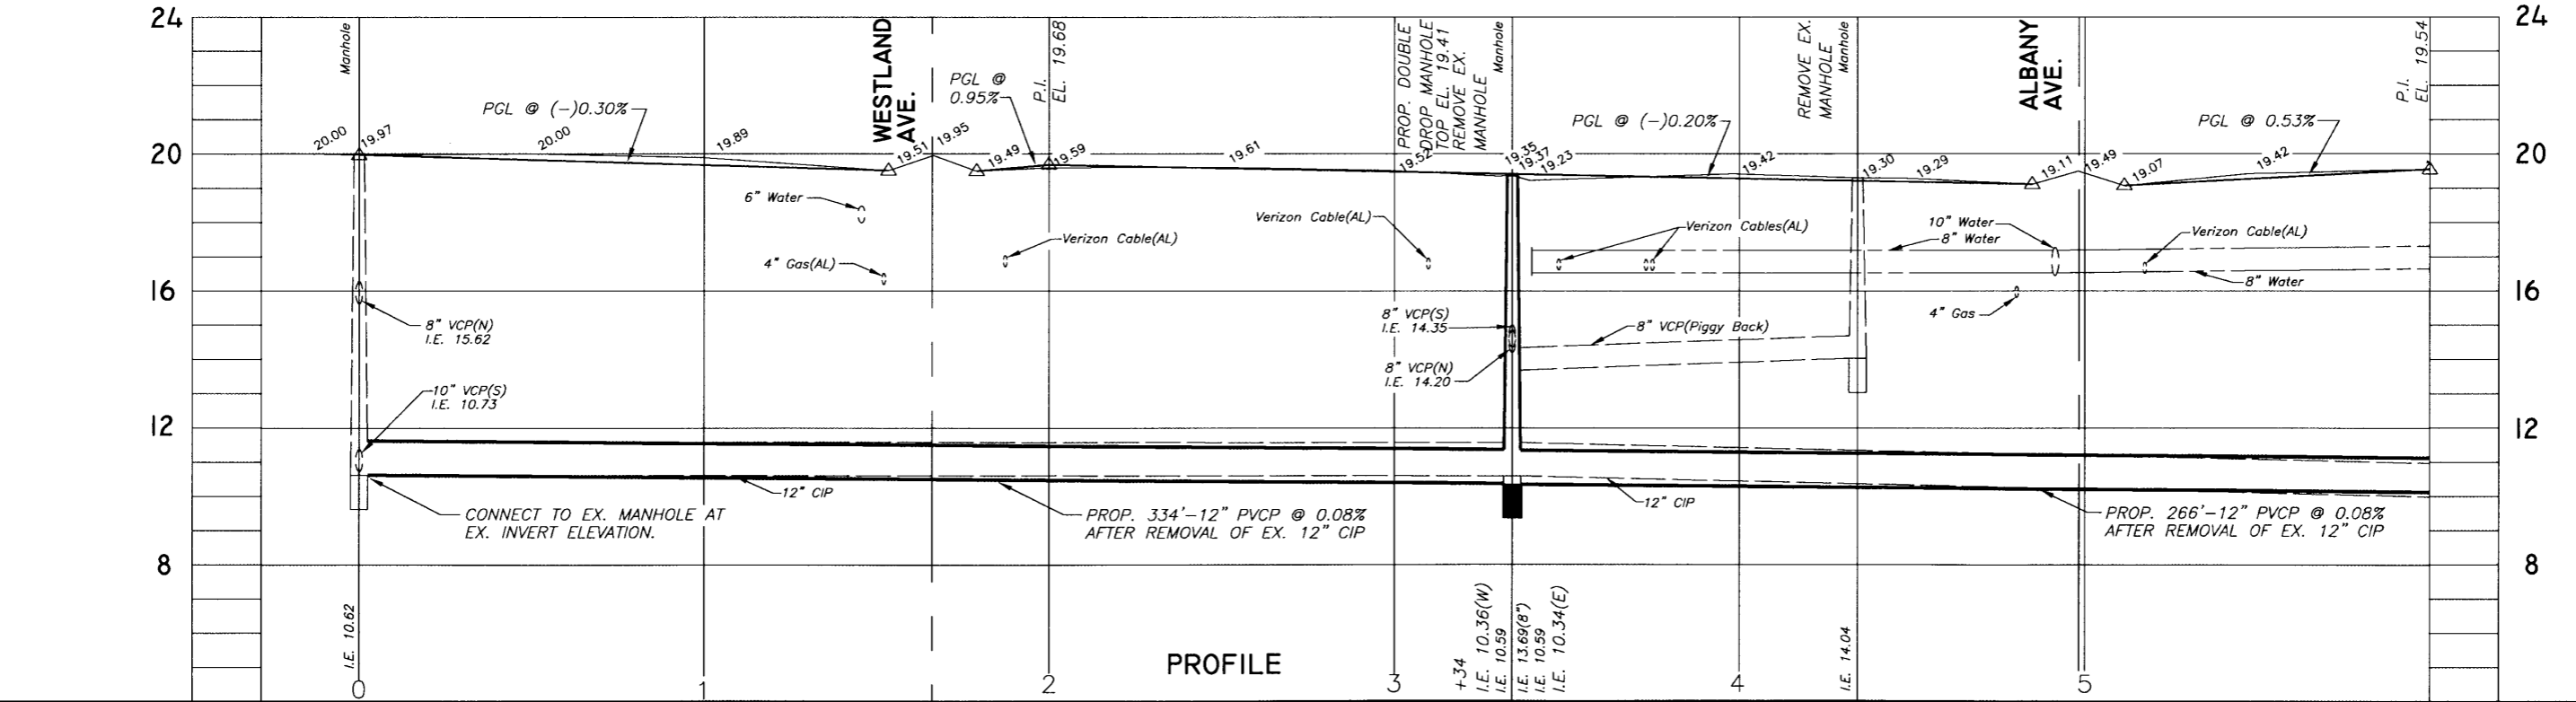 24
24
Manhole
WESTLAND
AVE.
P.I.
EL. 19.68
PROP. DOUBLE
DROP MANHOLE
TOP EL. 19.41
REMOVE EX.
MANHOLE
Manhole
REMOVE EX.
MANHOLE
Manhole
ALBANY
AVE.
P.I.
EL. 19.54
PGL @ (-)0.30%
PGL @
0.95%
PGL @ (-)0.20%
PGL @ 0.53%
20
20.00
19.97
20.00
19.89
19.51
19.95
19.49
19.59
19.61
19.52
19.35
19.37
19.23
19.42
19.30
19.29
19.11
19.49
19.07
19.42
20
6" Water
Verizon Cable(AL)
4" Gas(AL)
Verizon Cable(AL)
Verizon Cables(AL)
10" Water
8" Water
Verizon Cable(AL)
8" Water
4" Gas
16
16
8" VCP(N)
I.E. 15.62
8" VCP(S)
I.E. 14.35
8" VCP(Piggy Back)
8" VCP(N)
I.E. 14.20
10" VCP(S)
I.E. 10.73
12
12
12" CIP
12" CIP
CONNECT TO EX. MANHOLE AT
EX. INVERT ELEVATION.
PROP. 334'-12" PVCP @ 0.08%
AFTER REMOVAL OF EX. 12" CIP
PROP. 266'-12" PVCP @ 0.08%
AFTER REMOVAL OF EX. 12" CIP
8
8
I.E. 10.62
+34
I.E. 10.36(W)
I.E. 10.59
I.E. 13.69(8")
I.E. 10.59
I.E. 10.34(E)
I.E. 14.04
PROFILE
0
1
2
3
4
5